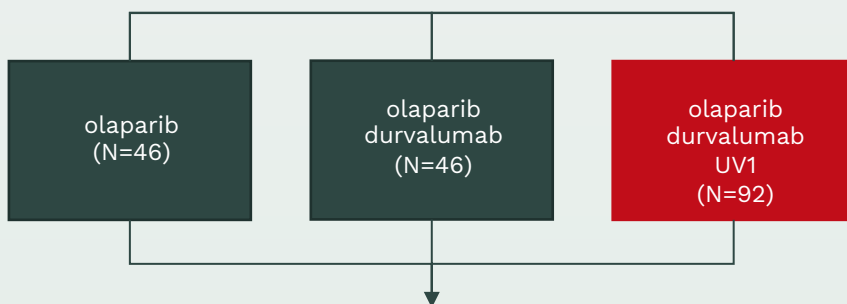 olaparib
(N=46)
olaparib
durvalumab
(N=46)
olaparib
durvalumab
UV1
(N=92)